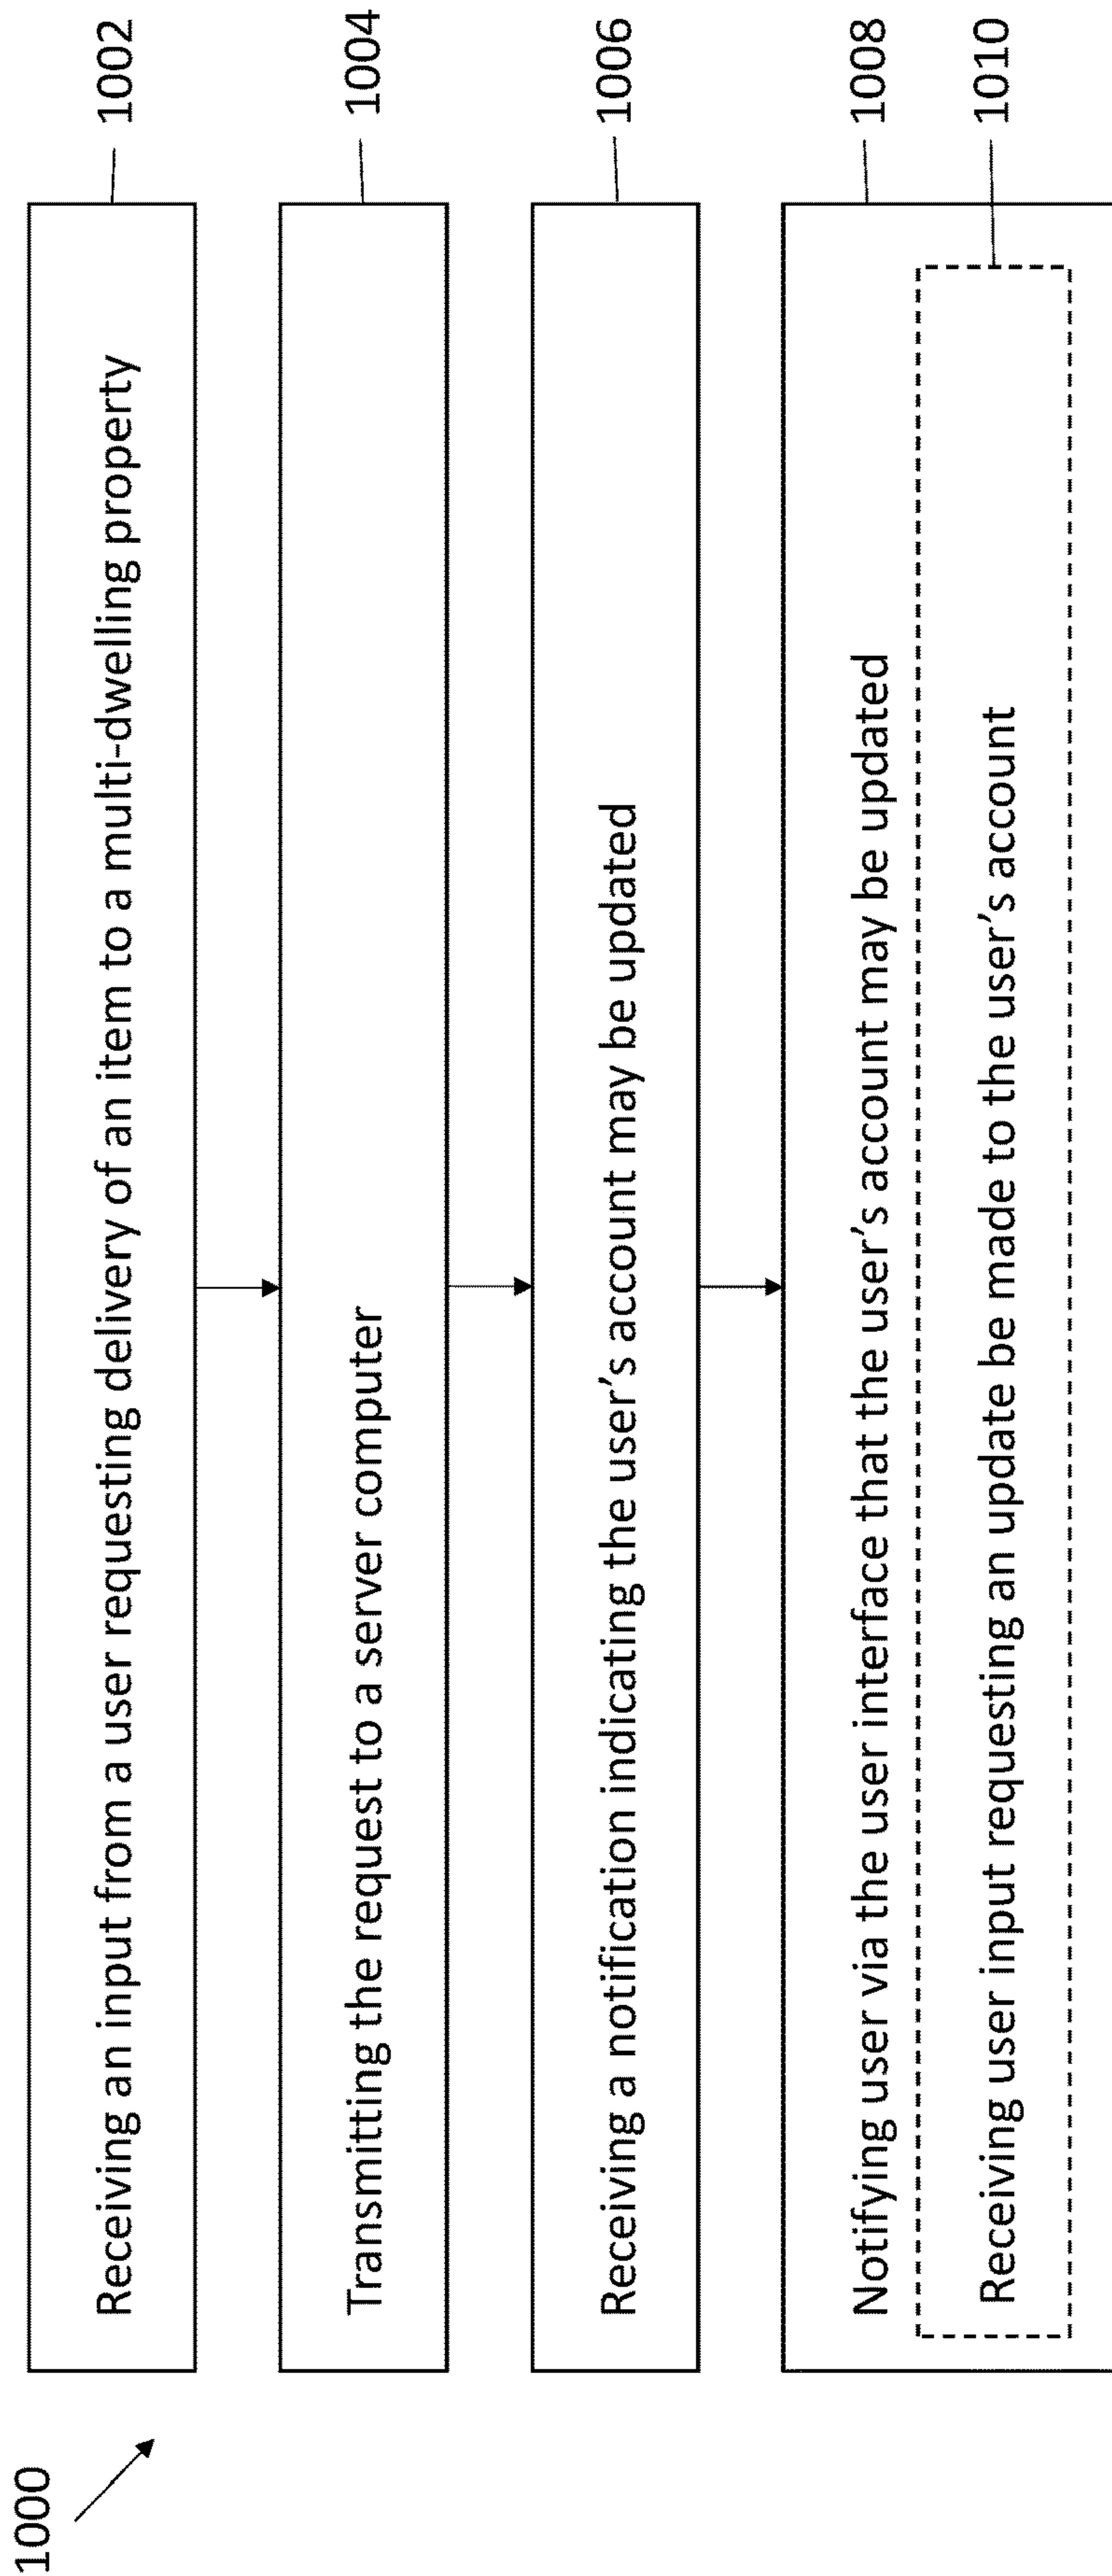 1000
Receiving an input from a user requesting delivery of an item to a multi-dwelling property
1002
Transmitting the request to a server computer
1004
Receiving a notification indicating the user's account may be updated
1006
Notifying user via the user interface that the user's account may be updated
1008
Receiving user input requesting an update be made to the user's account
1010